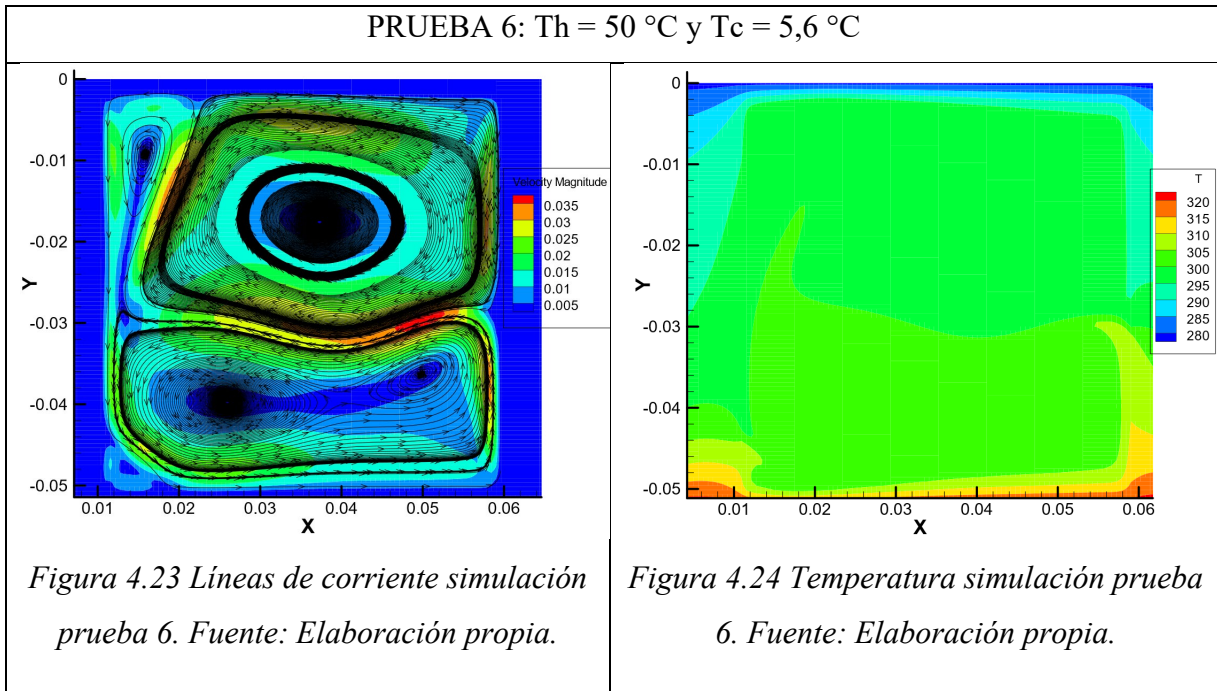 PRUEBA 6: Th = 50 °C y Tc = 5,6 °C
0
-0.01
-0.02
-0.03
-0.04
-0.05
Y
0.01 0.02 0.03 0.04 0.05 0.06
X
Velocity Magnitude
0.035
0.03
0.025
0.02
0.015
0.01
0.005
Figura 4.23 Líneas de corriente simulación
prueba 6. Fuente: Elaboración propia.
0
-0.01
-0.02
-0.03
-0.04
-0.05
Y
0.01 0.02 0.03 0.04 0.05 0.06
X
T
320
315
310
305
300
295
290
285
280
Figura 4.24 Temperatura simulación prueba
6. Fuente: Elaboración propia.